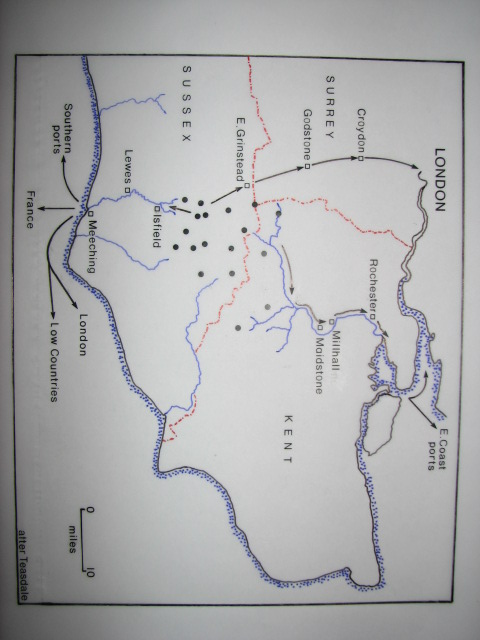 LONDON
Croydon
Godstone
SURREY
E.Grinstead
SUSSEX
Lewes
Isfield
Meeching
Southern
ports
France
London
Low Countries
Rochester
Millhall
Moidstone
KENT
E.Coast
ports
0
10
miles
after Teasdale